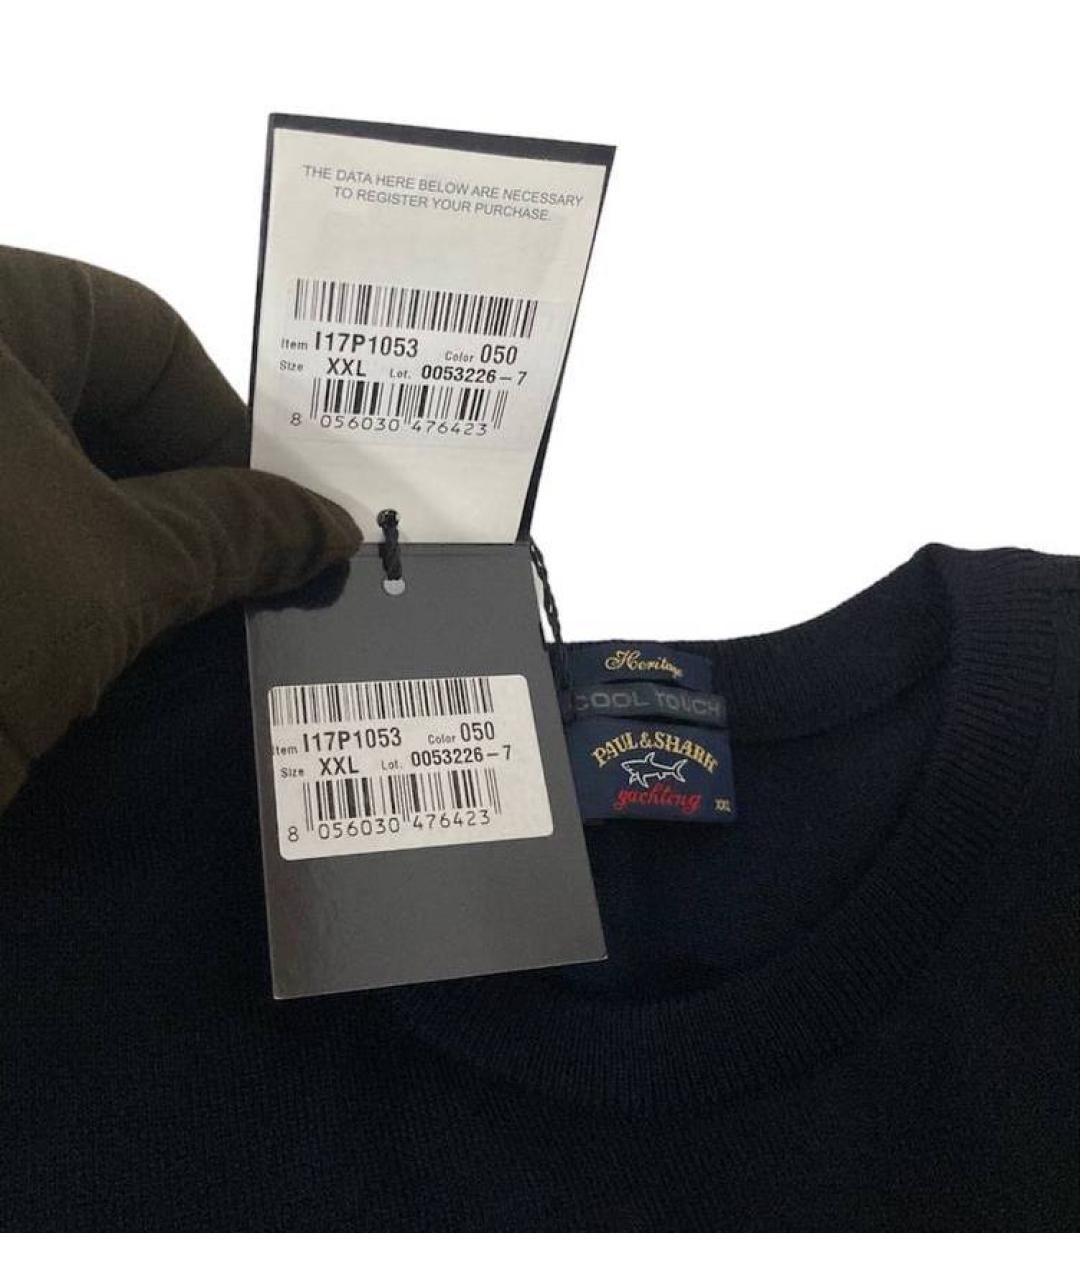 THE DATA HERE BELOW ARE NECESSARY
TO REGISTER YOUR PURCHASE.
Item I17P1053 Color 050
Size XXL Lot. 0053226-7
8 056030 476423
Item I17P1053 Color 050
Size XXL Lot. 0053226-7
8 056030 476423
Heritage
COOL TOUCH
PAUL & SHARK
yachting
XXL